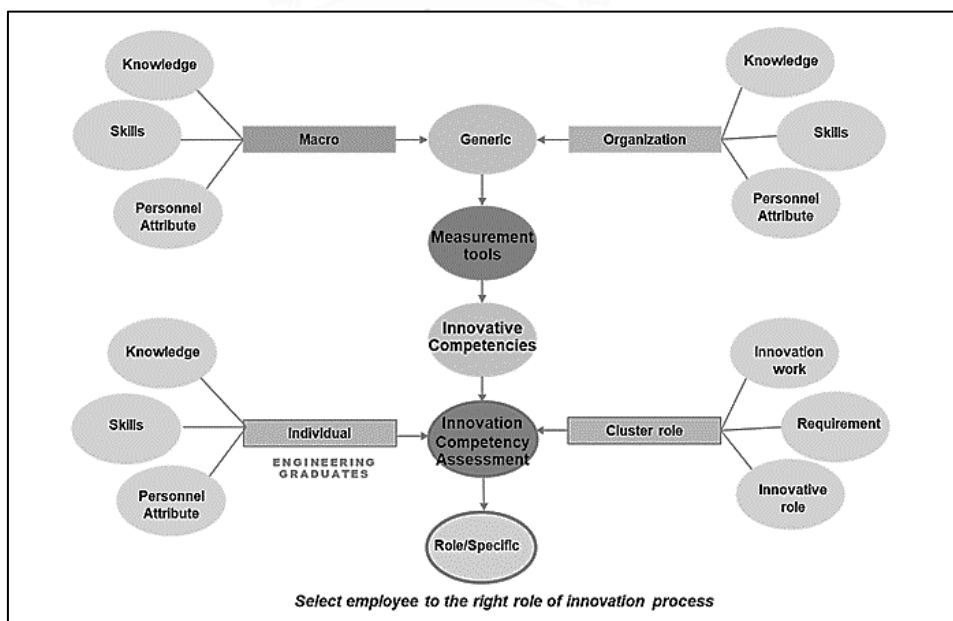 Knowledge
Skills
Personnel
Attribute
Macro
Generic
Organization
Knowledge
Skills
Personnel
Attribute
Measurement
tools
Innovative
Competencies
Knowledge
Skills
Personnel
Attribute
Individual
ENGINEERING
GRADUATES
Innovation
Competency
Assessment
Cluster role
Innovation
work
Requirement
Innovative
role
Role/Specific
Select employee to the right role of innovation process